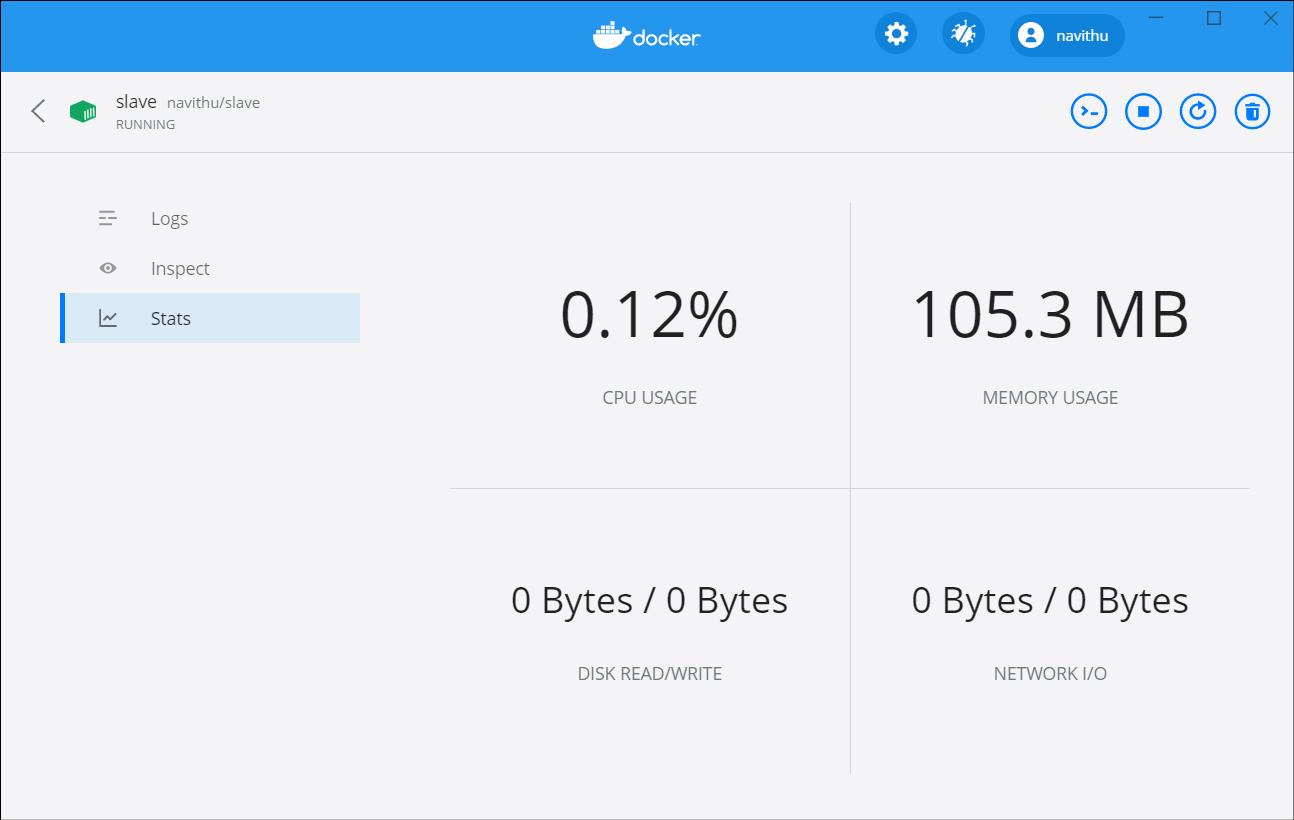 docker
navithu
slave navithu/slave
RUNNING
Logs
Inspect
Stats
0.12%
CPU USAGE
105.3 MB
MEMORY USAGE
0 Bytes / 0 Bytes
DISK READ/WRITE
0 Bytes / 0 Bytes
NETWORK I/O